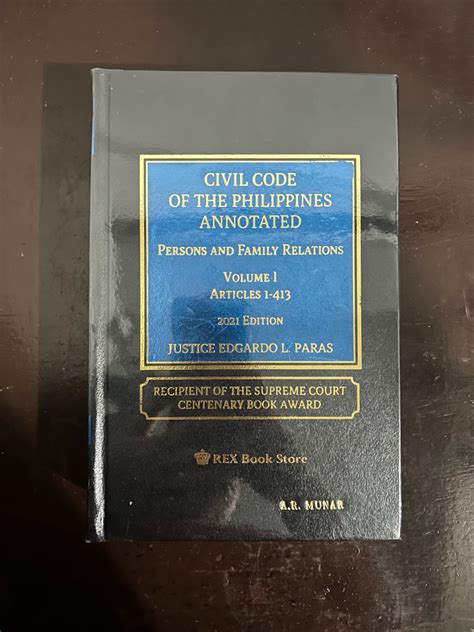 CIVIL CODE
OF THE PHILIPPINES
ANNOTATED
PERSONS AND FAMILY RELATIONS
VOLUME I
ARTICLES 1-413
2021 EDITION
JUSTICE EDGARDO L. PARAS
RECIPIENT OF THE SUPREME COURT
CENTENARY BOOK AWARD
REX Book Store
A.R. MUNAR